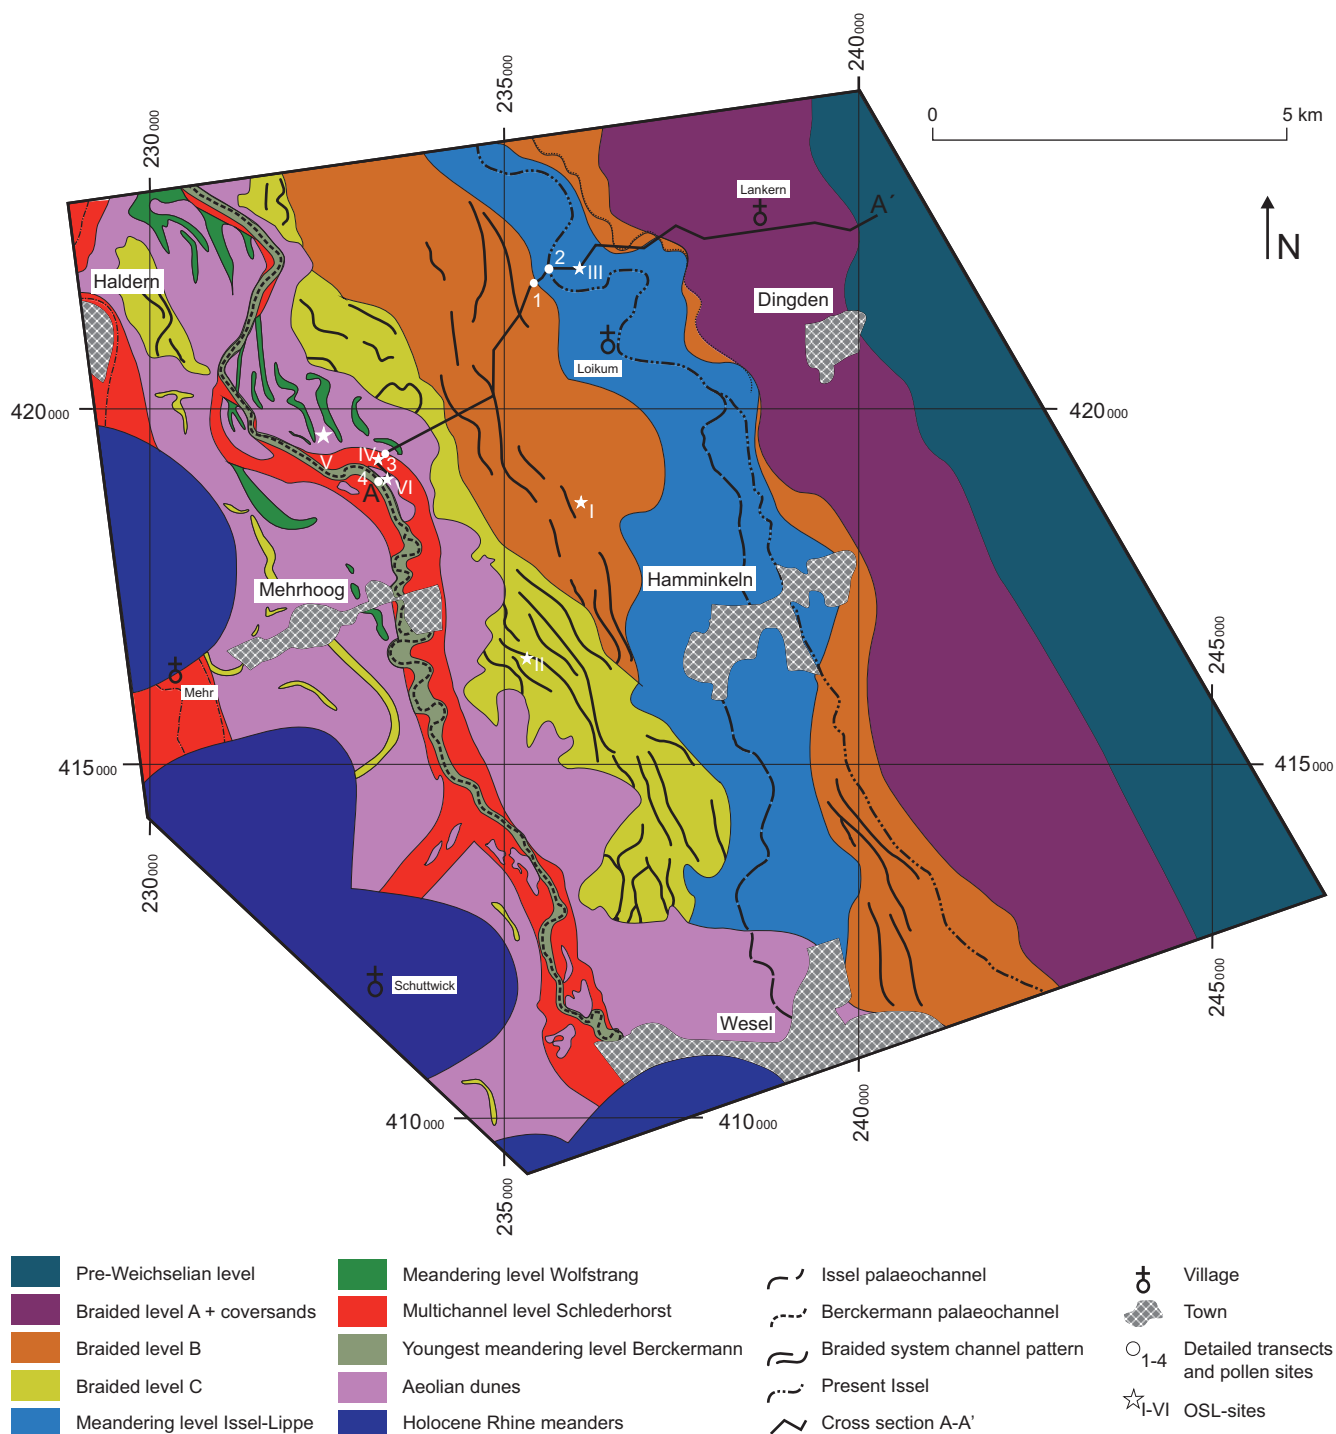 240000
235000
230000
0 5 km
Lankern
A´
N
2
III
1
Haldern
Dingden
Loikum
420000
420000
V
IV
3
4
VI
A
I
Hamminkeln
Mehrhoog
II
245000
Mehr
415000
415000
230000
Schuttwick
Wesel
245000
410000
410000
240000
235000
Pre-Weichselian level
Braided level A + coversands
Braided level B
Braided level C
Meandering level Issel-Lippe
Meandering level Wolfstrang
Multichannel level Schlederhorst
Youngest meandering level Berckermann
Aeolian dunes
Holocene Rhine meanders
Issel palaeochannel
Berckermann palaeochannel
Braided system channel pattern
Present Issel
Cross section A-A’
Village
Town
1-4 Detailed transects
and pollen sites
I-VI OSL-sites